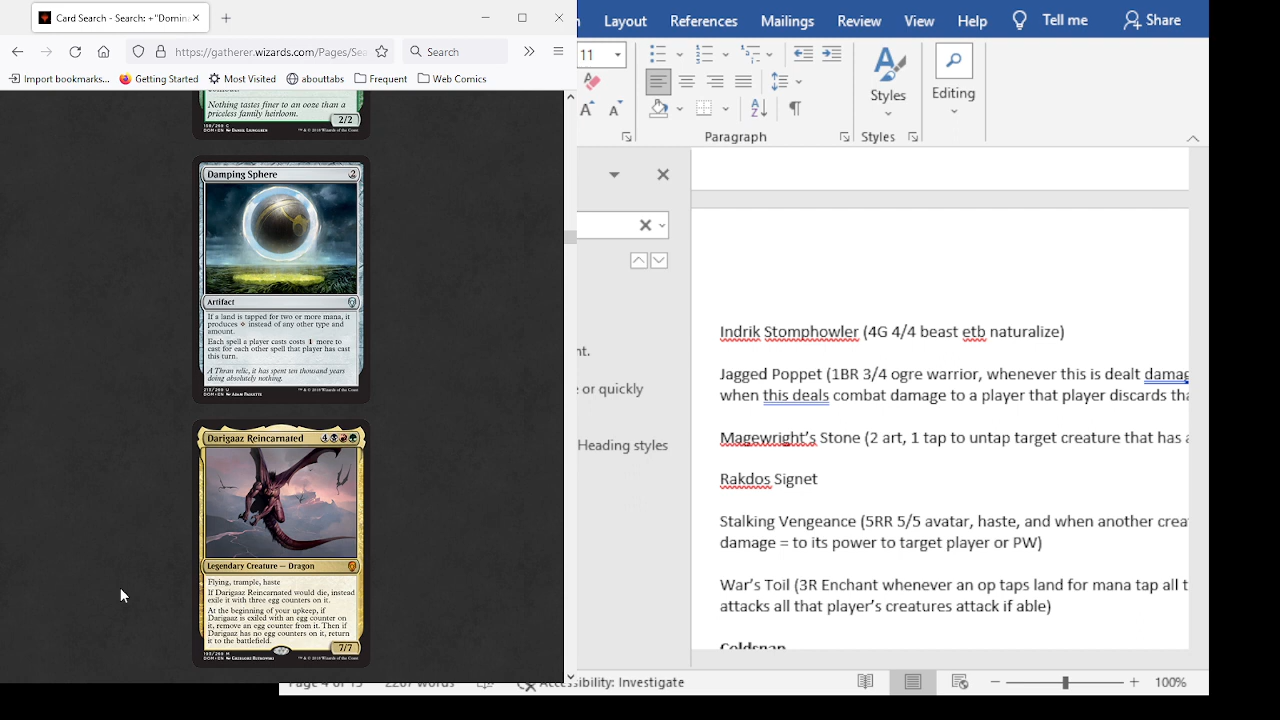 Card Search - Search: +"Domin
https://gatherer.wizards.com/Pages/Sea
Search
Import bookmarks...
Getting Started
Most Visited
abouttabs
Frequent
Web Comics
Nothing tastes finer to an ooze than a
priceless family heirloom.
2/2
Damping Sphere 2
Artifact
If a land is tapped for two or more mana, it
produces instead of any other type and
amount.
Each spell a player casts costs 1 more to
cast for each other spell that player has cast
this turn.
A Thran relic, it has spent ten thousand years
doing absolutely nothing.
Darigaaz Reincarnated 4
Legendary Creature — Dragon
Flying, trample, haste
If Darigaaz Reincarnated would die, instead
exile it with three egg counters on it.
At the beginning of your upkeep, if
Darigaaz is exiled with an egg counter on
it, remove an egg counter from it. Then if
Darigaaz has no egg counters on it, return
it to the battlefield.
7/7
Layout References Mailings Review View Help Tell me Share
11
Styles
Editing
Paragraph
Styles
nt.
e or quickly
Heading styles
Indrik Stomphowler (4G 4/4 beast etb naturalize)
Jagged Poppet (1BR 3/4 ogre warrior, whenever this is dealt damag
when this deals combat damage to a player that player discards tha
Magewright's Stone (2 art, 1 tap to untap target creature that has a
Rakdos Signet
Stalking Vengeance (5RR 5/5 avatar, haste, and when another crea
damage = to its power to target player or PW)
War's Toil (3R Enchant whenever an op taps land for mana tap all t
attacks all that player's creatures attack if able)
Coldsnap
Page 4 of 13 2267 words Accessibility: Investigate 100%